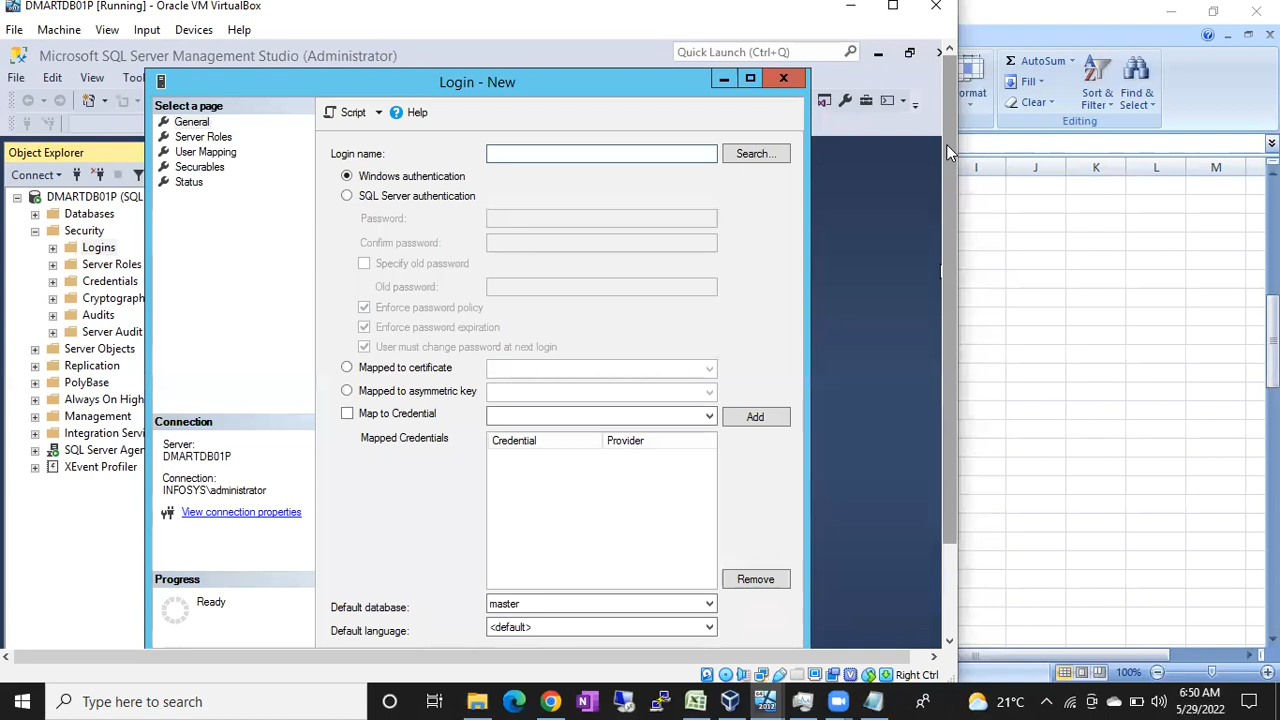 DMARTDB01P [Running] - Oracle VM VirtualBox
File Machine View Input Devices Help
Microsoft SQL Server Management Studio (Administrator)
Quick Launch (Ctrl+Q)
File Edit View
Login - New
Select a page
General
Server Roles
User Mapping
Securables
Status
Script
Help
Login name:
Search...
Windows authentication
SQL Server authentication
Password:
Confirm password:
Specify old password
Old password:
Enforce password policy
Enforce password expiration
User must change password at next login
Mapped to certificate
Mapped to asymmetric key
Map to Credential
Add
Mapped Credentials
Credential
Provider
Remove
Default database:
master
Default language:
<default>
Connection
Server:
DMARTDB01P
Connection:
INFOSYS\administrator
View connection properties
Progress
Ready
Object Explorer
Connect
DMARTDB01P (SQL
Databases
Security
Logins
Server Roles
Credentials
Cryptograph
Audits
Server Audit
Server Objects
Replication
PolyBase
Always On High
Management
Integration Servi
SQL Server Agen
XEvent Profiler
Right Ctrl
AutoSum
Fill
Clear
Sort &
Filter
Find &
Select
Editing
I J K L M
100%
Type here to search
21°C
6:50 AM
5/29/2022